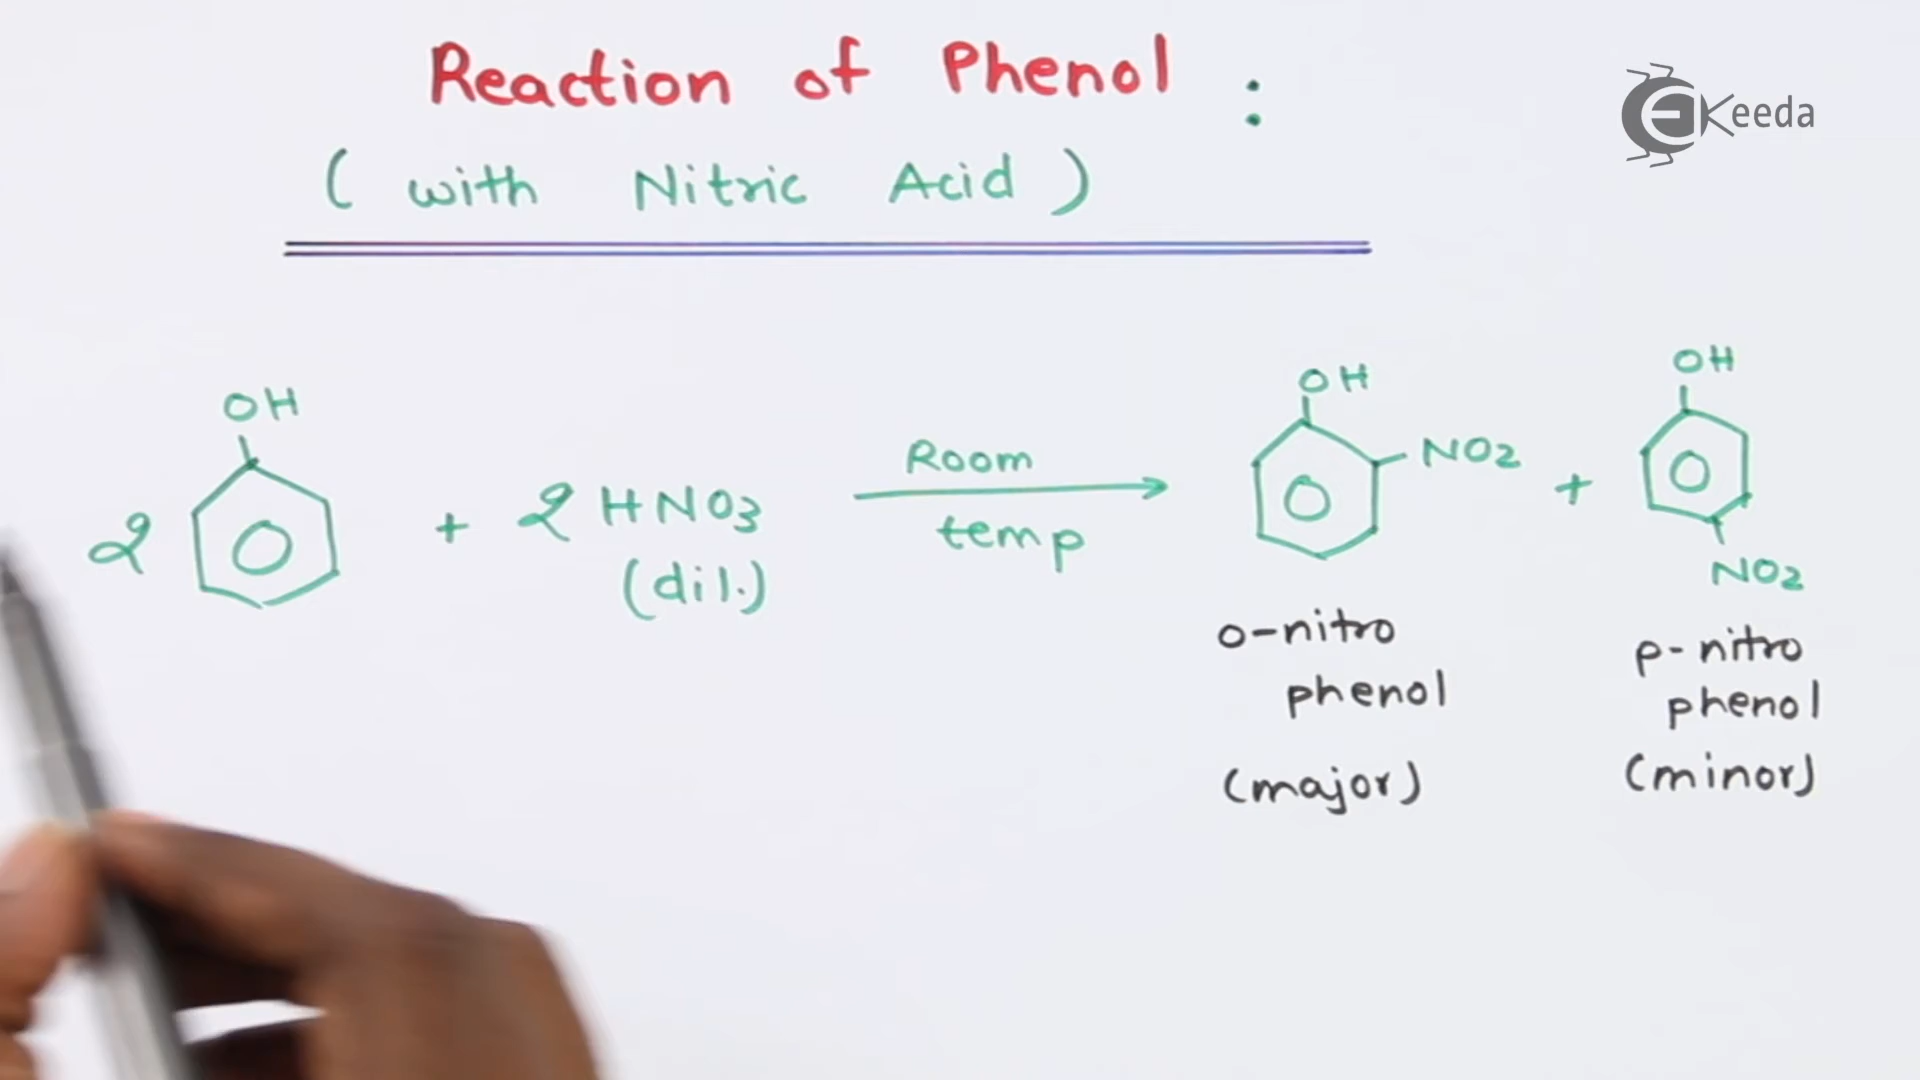 Reaction of Phenol :
Keeda
( with Nitric Acid )
OH
2 + 2 HNO3
(dil.)
Room
temp
OH
NO2
+
OH
NO2
o-nitro
phenol
(major)
p-nitro
phenol
(minor)